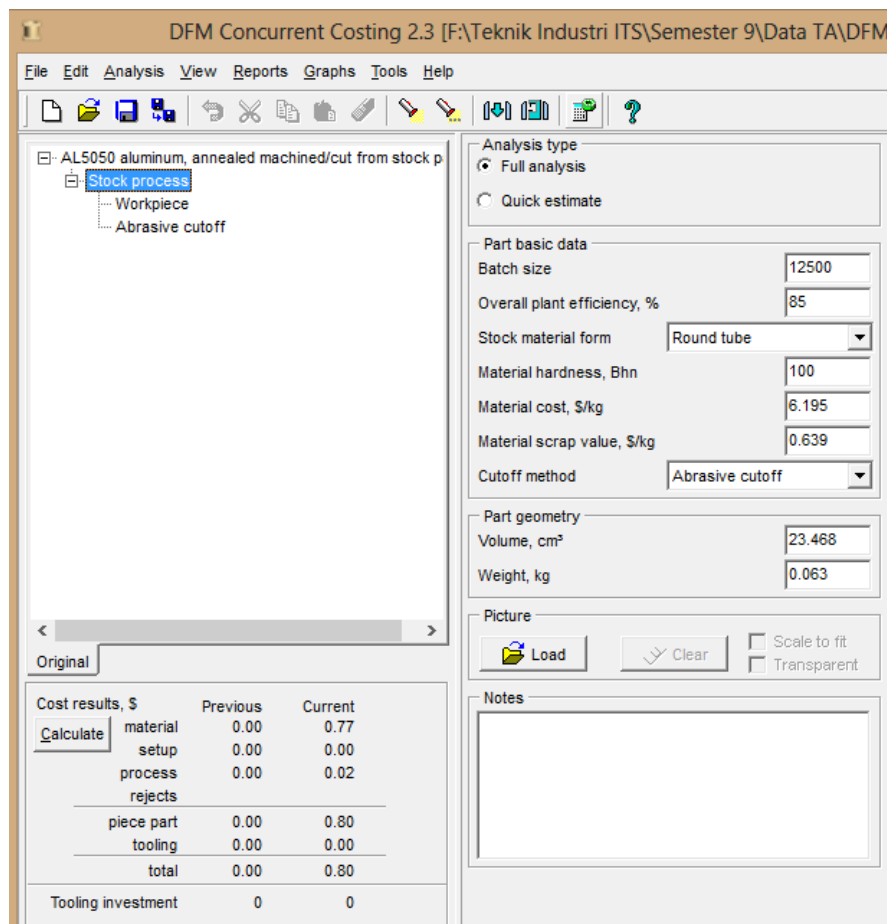 DFM Concurrent Costing 2.3 [F:\Teknik Industri ITS\Semester 9\Data TA\DFM
File Edit Analysis View Reports Graphs Tools Help
AL5050 aluminum, annealed machined/cut from stock p
Stock process
Workpiece
Abrasive cutoff
Original
Analysis type
Full analysis
Quick estimate
Part basic data
Batch size 12500
Overall plant efficiency, % 85
Stock material form Round tube
Material hardness, Bhn 100
Material cost, $/kg 6.195
Material scrap value, $/kg 0.639
Cutoff method Abrasive cutoff
Part geometry
Volume, cm³ 23.468
Weight, kg 0.063
Picture
Load Clear Scale to fit
Transparent
Notes
Cost results, $ Previous Current
Calculate material 0.00 0.77
setup 0.00 0.00
process 0.00 0.02
rejects
piece part 0.00 0.80
tooling 0.00 0.00
total 0.00 0.80
Tooling investment 0 0